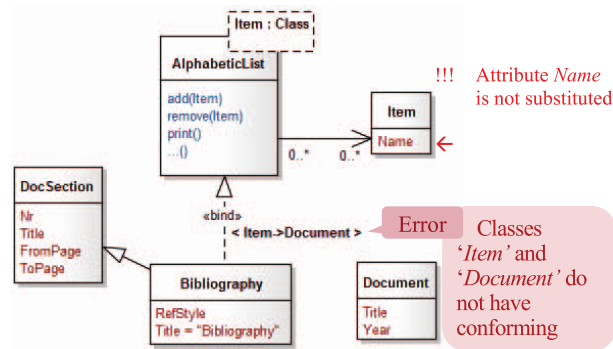 Item : Class
AlphabeticList
add(Item)
remove(Item)
print()
...()
!!! Attribute Name
is not substituted
Item
Name
0..*
0..*
DocSection
Nr
Title
FromPage
ToPage
«bind»
< Item->Document >
Error
Classes
‘Item’ and
‘Document’ do
not have
conforming
Bibliography
RefStyle
Title = "Bibliography"
Document
Title
Year